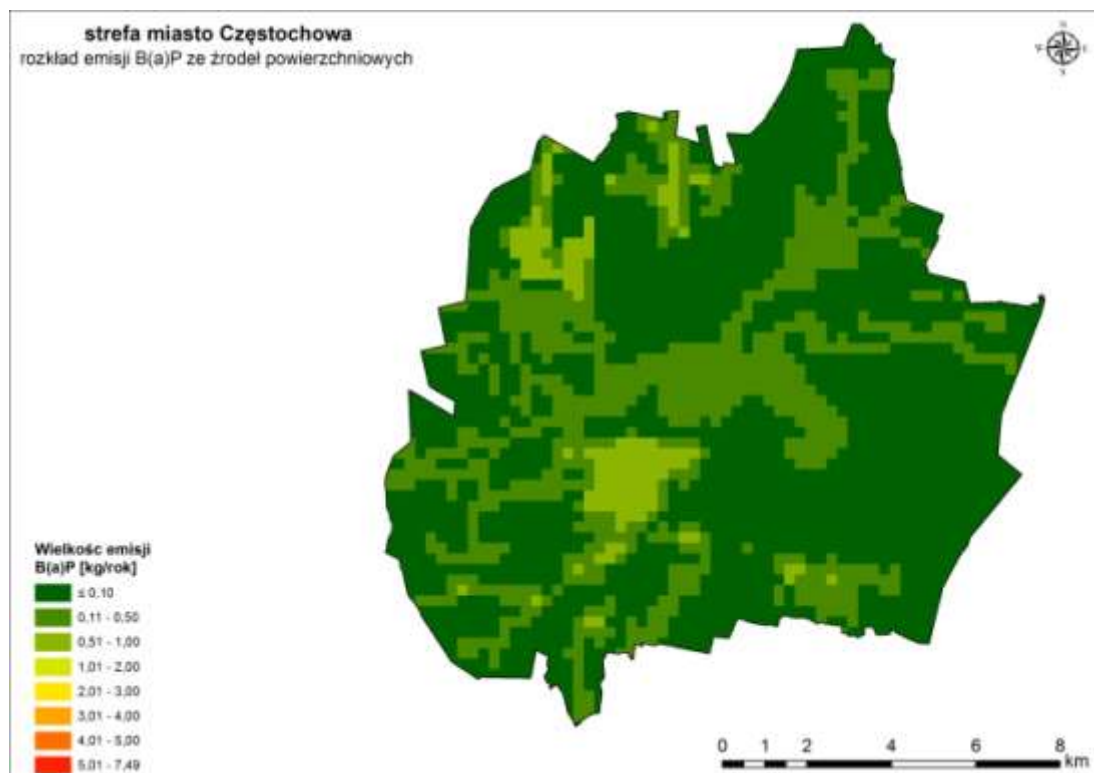 strefa miasto Częstochowa
rozkład emisji B(a)P ze źrodeł powierzchniowych
Wielkośc emisji
B(a)P [kg/rok]
≤ 0,10
0,11 - 0,50
0,51 - 1,00
1,01 - 2,00
2,01 - 3,00
3,01 - 4,00
4,01 - 5,00
5,01 - 7,49
0 1 2 4 6 8
km